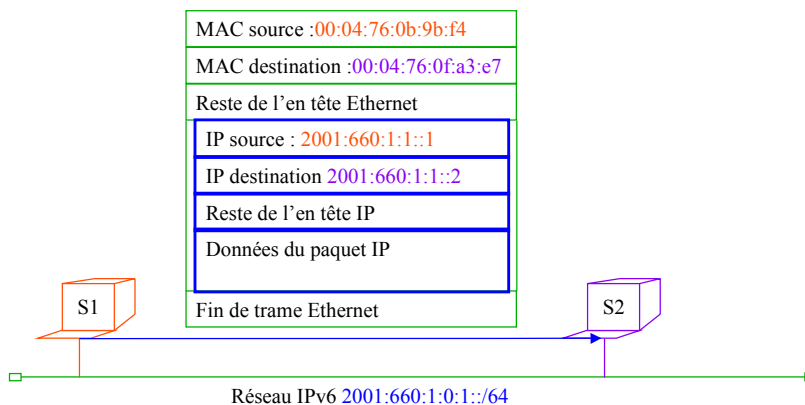 MAC source :00:04:76:0b:9b:f4
MAC destination :00:04:76:0f:a3:e7
Reste de l'en tête Ethernet
IP source : 2001:660:1:1::1
IP destination 2001:660:1:1::2
Reste de l'en tête IP
Données du paquet IP
Fin de trame Ethernet
S1
S2
Réseau IPv6 2001:660:1:0:1::/64